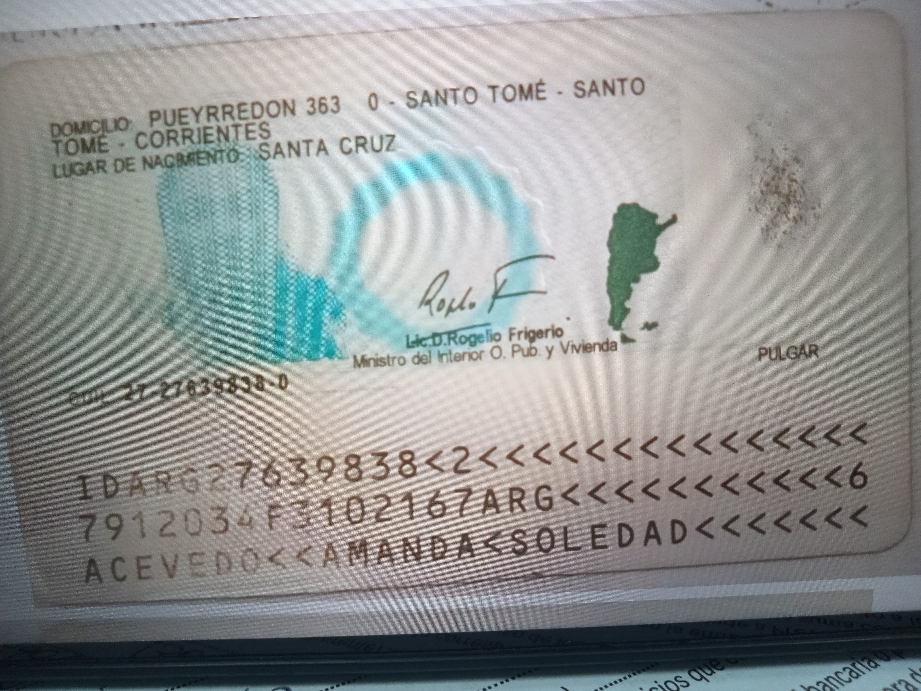 DOMICILIO: PUEYRREDON 363 0 - SANTO TOMÉ - SANTO
TOMÉ - CORRIENTES
LUGAR DE NACIMIENTO: SANTA CRUZ
Lic.D.Rogelio Frigerio
Ministro del Interior O. Pub. y Vivienda
PULGAR
CUIL 27-27639838-0
IDARG27639838<2<<<<<<<<<<<<<<<
7912034F3102167ARG<<<<<<<<<<<6
ACEVEDO<<AMANDA<SOLEDAD<<<<<<<